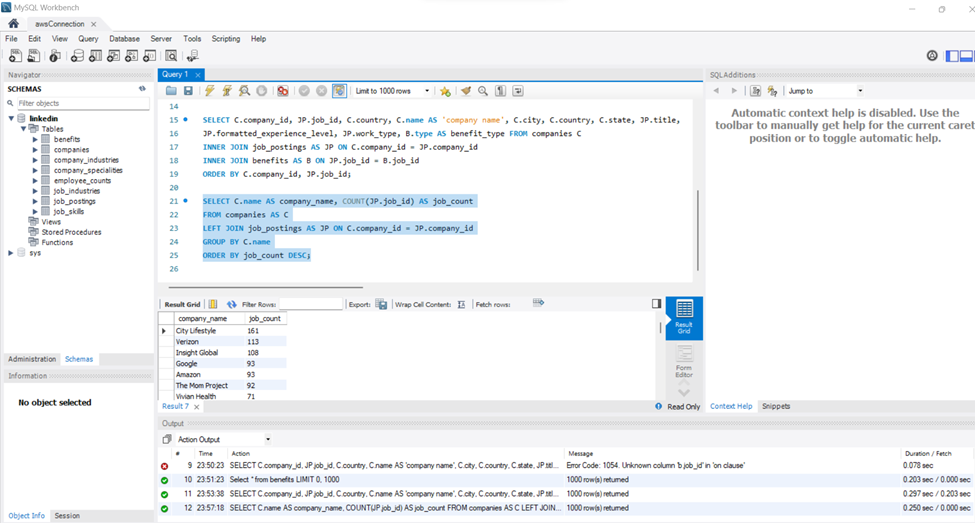 MySQL Workbench
awsConnection
File Edit View Query Database Server Tools Scripting Help
Navigator
SCHEMAS
Filter objects
linkedin
Tables
benefits
companies
company_industries
company_specialities
employee_counts
job_industries
job_postings
job_skills
Views
Stored Procedures
Functions
sys
Administration Schemas
Information
No object selected
Object Info Session
Query 1
Limit to 1000 rows
14
15 SELECT C.company_id, JP.job_id, C.country, C.name AS 'company name', C.city, C.country, C.state, JP.title,
16 JP.formatted_experience_level, JP.work_type, B.type AS benefit_type FROM companies C
17 INNER JOIN job_postings AS JP ON C.company_id = JP.company_id
18 INNER JOIN benefits AS B ON JP.job_id = B.job_id
19 ORDER BY C.company_id, JP.job_id;
20
21 SELECT C.name AS company_name, COUNT(JP.job_id) AS job_count
22 FROM companies AS C
23 LEFT JOIN job_postings AS JP ON C.company_id = JP.company_id
24 GROUP BY C.name
25 ORDER BY job_count DESC;
26
Result Grid Filter Rows: Export: Wrap Cell Content: Fetch rows:
company_name job_count
City Lifestyle 161
Verizon 113
Insight Global 108
Google 93
Amazon 93
The Mom Project 92
Vivian Health 71
Result Grid
Form Editor
Result 7
Read Only
SQLAdditions
Jump to
Automatic context help is disabled. Use the
toolbar to manually get help for the current caret
position or to toggle automatic help.
Context Help Snippets
Output
Action Output
# Time Action Message Duration / Fetch
9 23:50:23 SELECT C.company_id, JP.job_id, C.country, C.name AS 'company name', C.city, C.country, C.state, JP.titl... Error Code: 1054. Unknown column 'b.job_id' in 'on clause' 0.078 sec
10 23:51:23 Select * from benefits LIMIT 0, 1000 1000 row(s) returned 0.203 sec / 0.000 sec
11 23:53:38 SELECT C.company_id, JP.job_id, C.country, C.name AS 'company name', C.city, C.country, C.state, JP.titl... 1000 row(s) returned 0.297 sec / 0.203 sec
12 23:57:18 SELECT C.name AS company_name, COUNT(JP.job_id) AS job_count FROM companies AS C LEFT JOIN... 1000 row(s) returned 0.250 sec / 0.000 sec